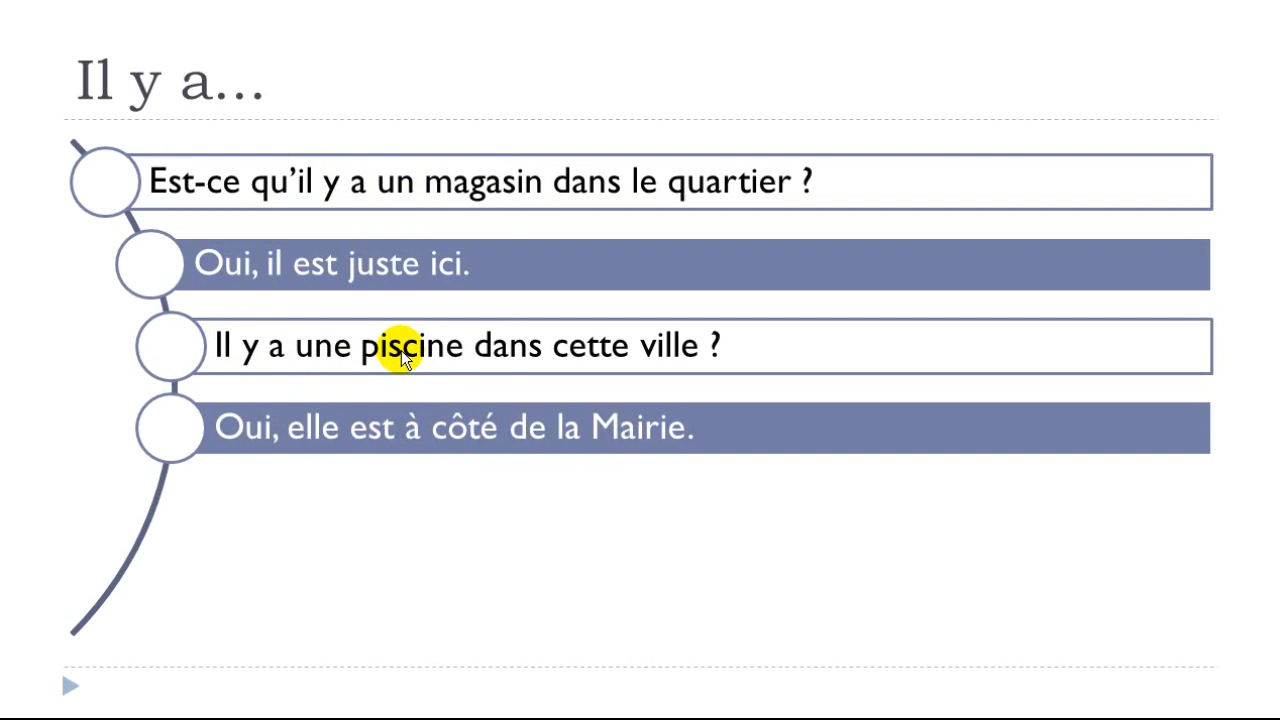 Il y a...
Est-ce qu’il y a un magasin dans le quartier ?
Oui, il est juste ici.
Il y a une piscine dans cette ville ?
Oui, elle est à côté de la Mairie.